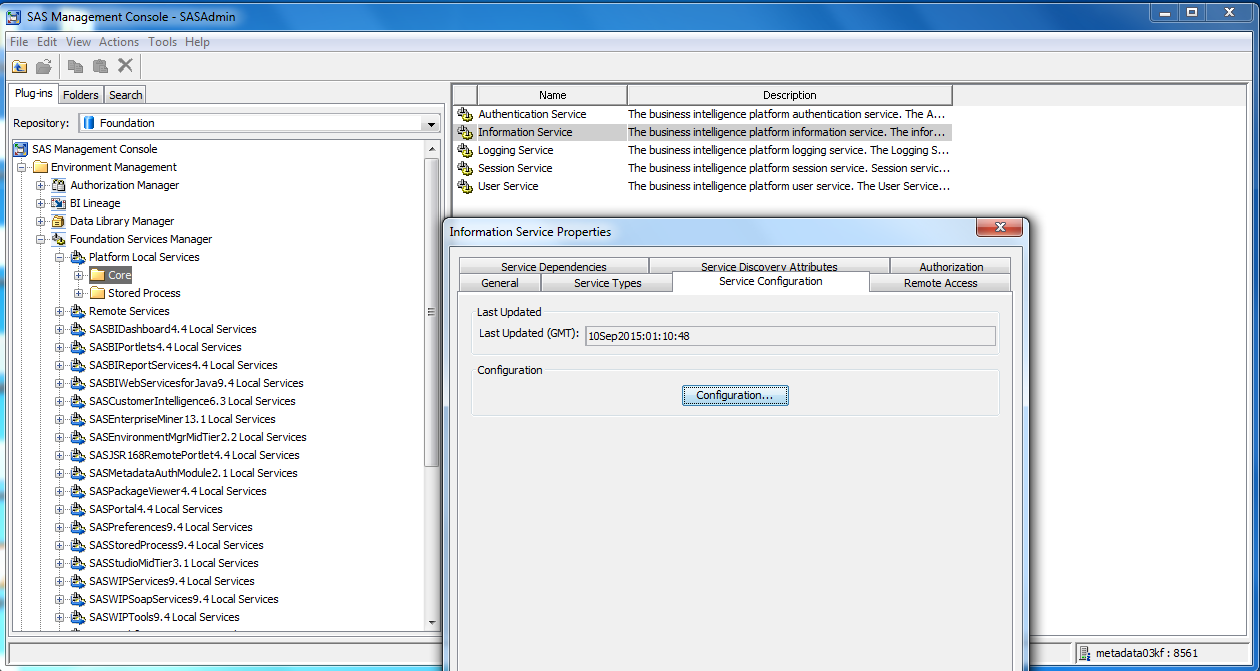 SAS Management Console - SASAdmin
File Edit View Actions Tools Help
Plug-ins Folders Search
Repository: Foundation
SAS Management Console
Environment Management
Authorization Manager
BI Lineage
Data Library Manager
Foundation Services Manager
Platform Local Services
Core
Stored Process
Remote Services
SASBIDashboard4.4 Local Services
SASBIPortlets4.4 Local Services
SASBIReportServices4.4 Local Services
SASBIWebServicesforJava9.4 Local Services
SASCustomerIntelligence6.3 Local Services
SASEnterpriseMiner13.1 Local Services
SASEnvironmentMgrMidTier2.2 Local Services
SASJSR168RemotePortlet4.4 Local Services
SASMetadataAuthModule2.1 Local Services
SASPackageViewer4.4 Local Services
SASPortal4.4 Local Services
SASPreferences9.4 Local Services
SASStoredProcess9.4 Local Services
SASStudioMidTier3.1 Local Services
SASWIPServices9.4 Local Services
SASWIPSoapServices9.4 Local Services
SASWIPTools9.4 Local Services
Name Description
Authentication Service The business intelligence platform authentication service. The A...
Information Service The business intelligence platform information service. The infor...
Logging Service The business intelligence platform logging service. The Logging S...
Session Service The business intelligence platform session service. Session servic...
User Service The business intelligence platform user service. The User Service...
Information Service Properties
Service Dependencies Service Discovery Attributes Authorization
General Service Types Service Configuration Remote Access
Last Updated
Last Updated (GMT): 10Sep2015:01:10:48
Configuration
Configuration...
metadata03kf : 8561